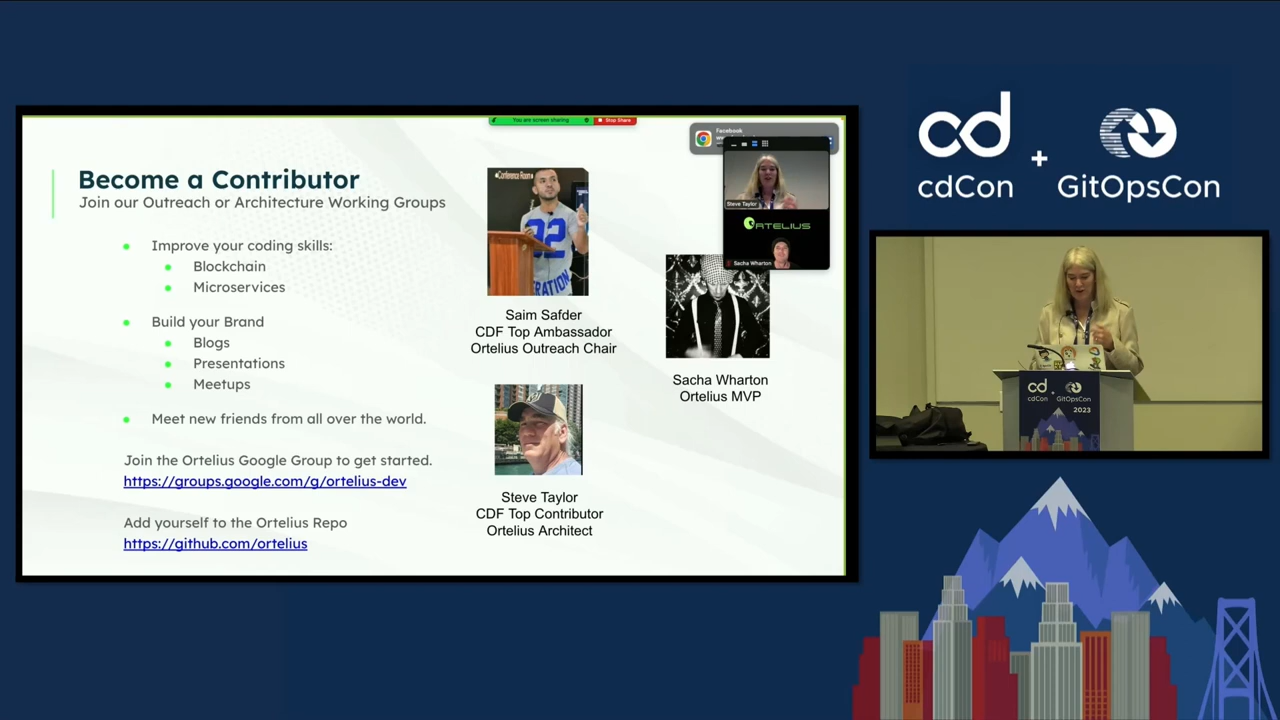 You are screen sharing
Stop Share
Facebook
Become a Contributor
Join our Outreach or Architecture Working Groups
Improve your coding skills:
Blockchain
Microservices
Build your Brand
Blogs
Presentations
Meetups
Meet new friends from all over the world.
Join the Ortelius Google Group to get started.
https://groups.google.com/g/ortelius-dev
Add yourself to the Ortelius Repo
https://github.com/ortelius
Conference Room
Saim Safder
CDF Top Ambassador
Ortelius Outreach Chair
Steve Taylor
CDF Top Contributor
Ortelius Architect
Steve Taylor
ORTELIUS
Sacha Wharton
Sacha Wharton
Ortelius MVP
cd
+
cdCon
GitOpsCon
cd
cdCon
GitOpsCon
2023